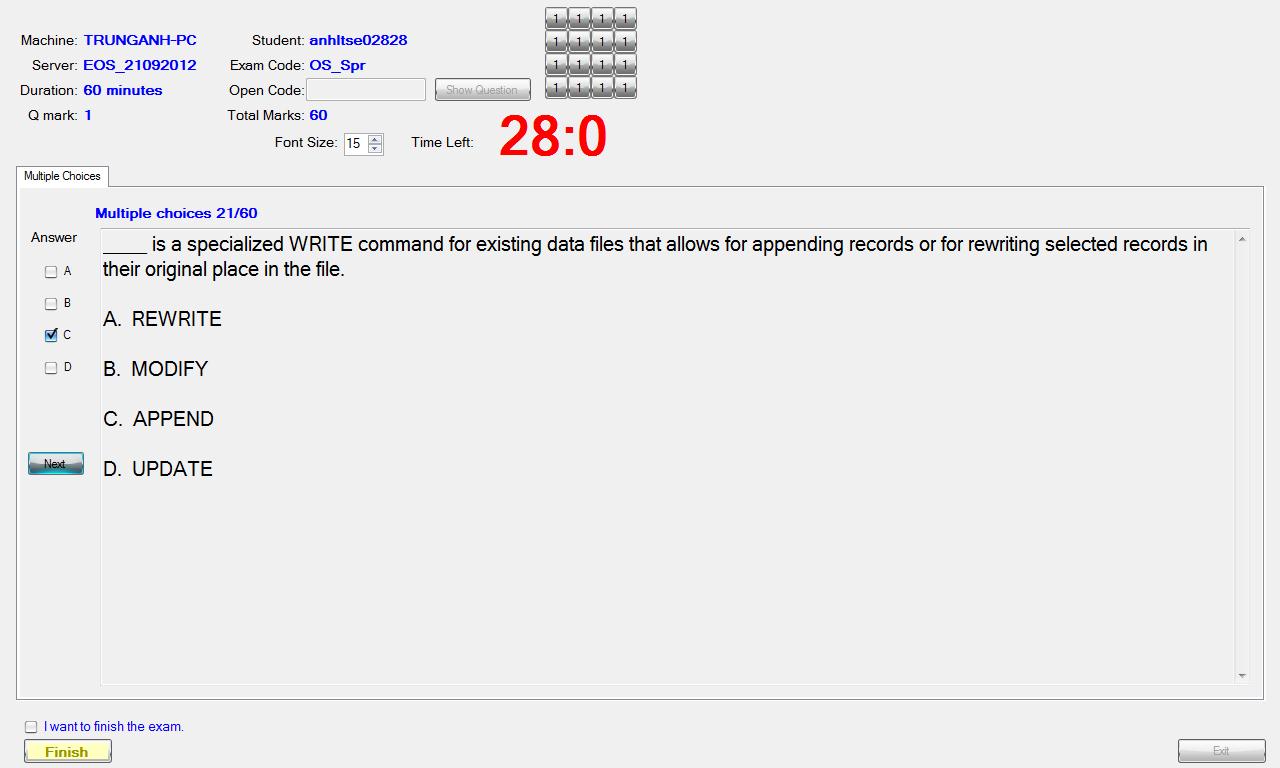 Machine: TRUNGANH-PC Student: anhltse02828
Server: EOS_21092012 Exam Code: OS_Spr
Duration: 60 minutes Open Code: Show Question
Q mark: 1 Total Marks: 60
Font Size: 15 Time Left: 28:0
1 1 1 1
1 1 1 1
1 1 1 1
1 1 1 1
Multiple Choices
Multiple choices 21/60
Answer
A
B
C
D
Next
____ is a specialized WRITE command for existing data files that allows for appending records or for rewriting selected records in
their original place in the file.
A. REWRITE
B. MODIFY
C. APPEND
D. UPDATE
I want to finish the exam.
Finish
Exit